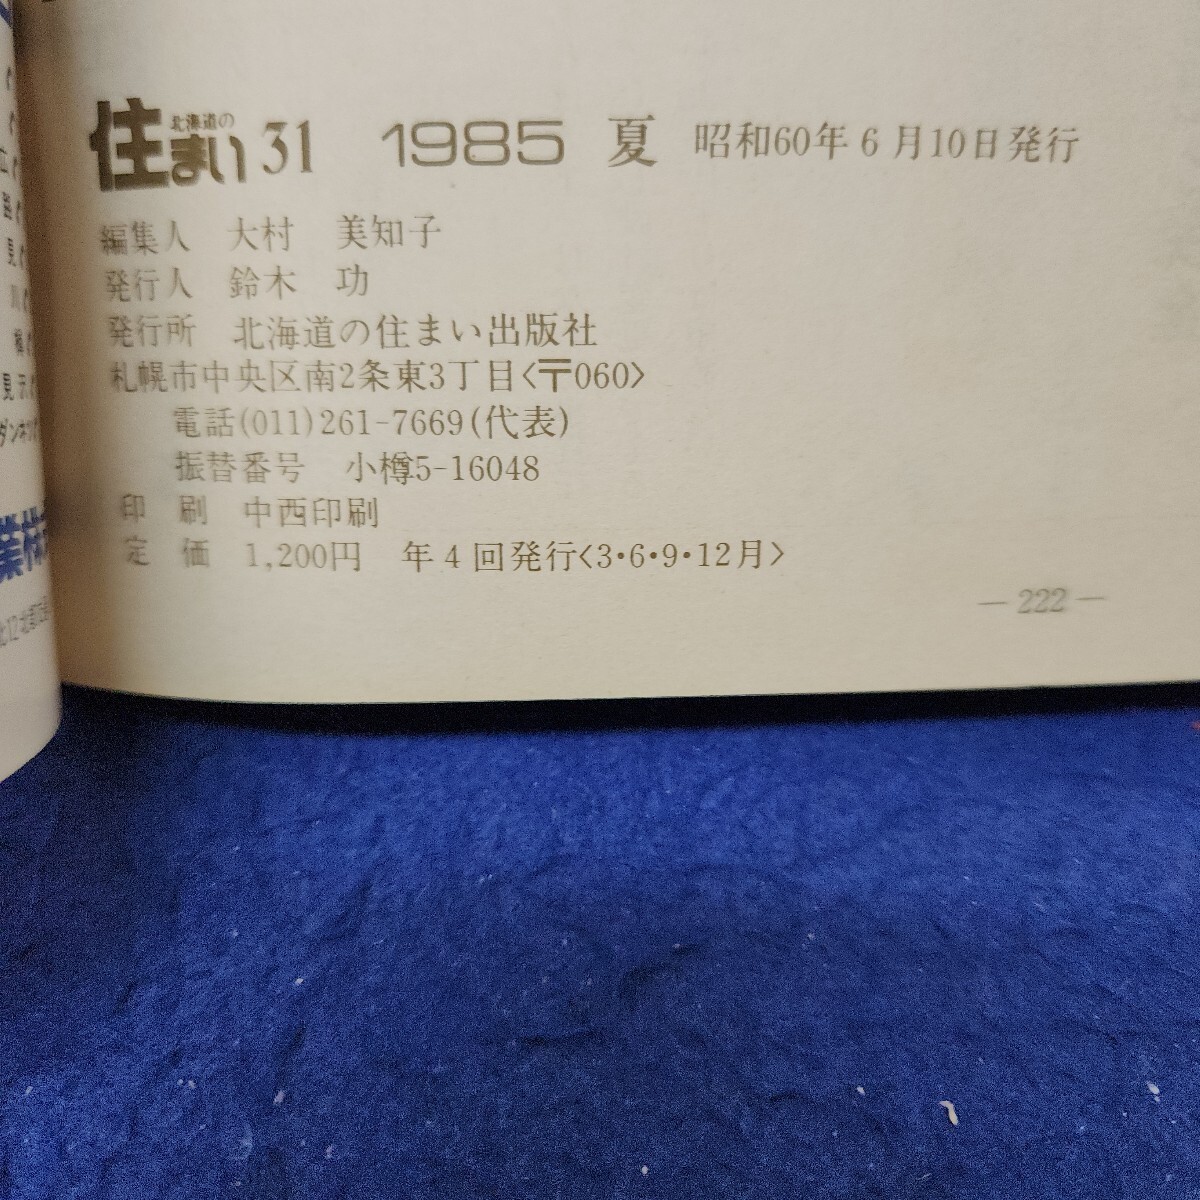 北海道の
住まい 31 1985 夏 昭和60年6月10日発行
編集人 大村 美知子
発行人 鈴木 功
発行所 北海道の住まい出版社
札幌市中央区南2条東3丁目<〒060>
電話(011)261-7669(代表)
振替番号 小樽5-16048
印 刷 中西印刷
定 価 1,200円 年4回発行<3・6・9・12月>
— 222 —